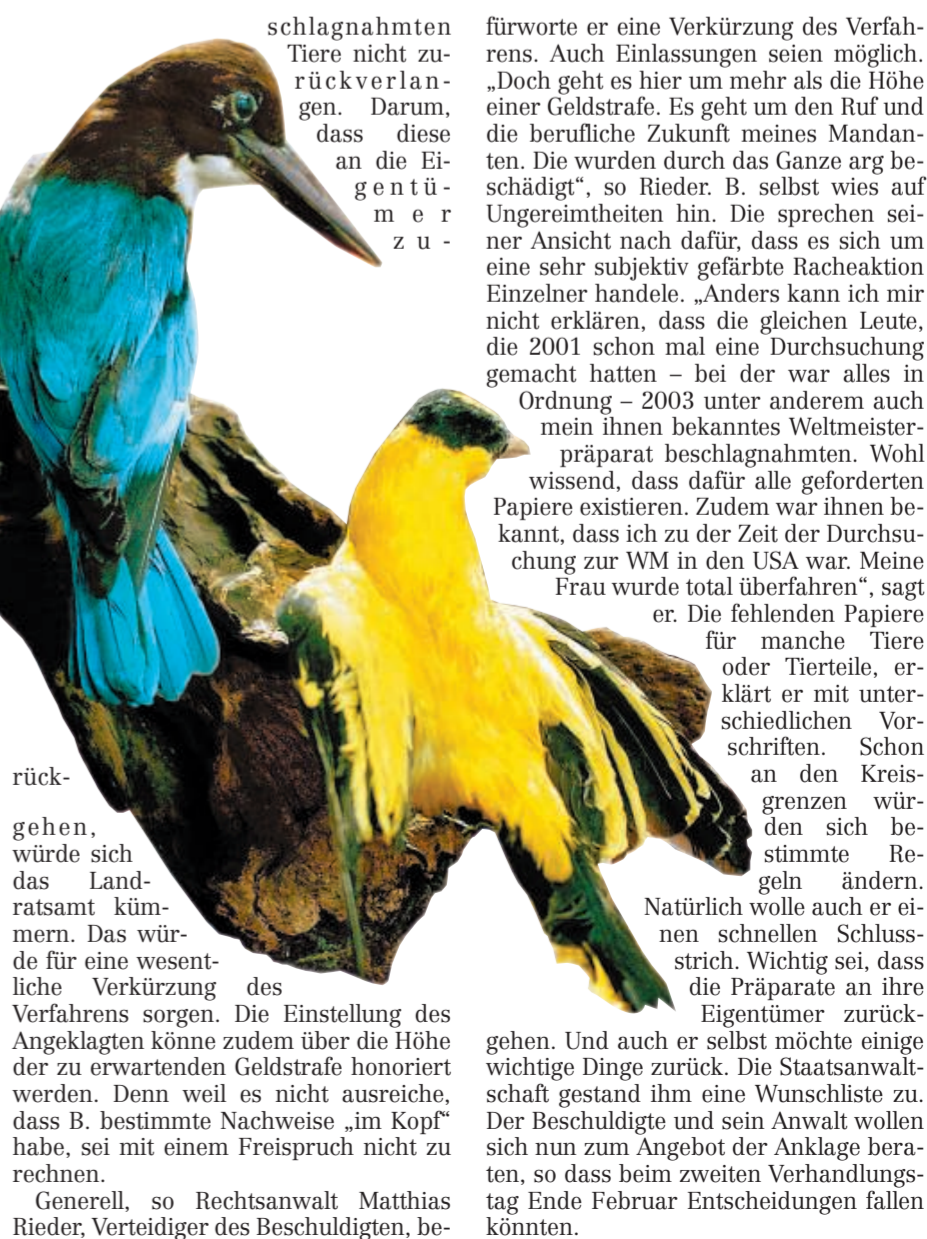 schlagnahmten
Tiere nicht zu-
rückverlan-
gen. Darum,
dass diese
an die Ei-
gentü-
mer
zu-
rück-
gehen,
würde sich
das Land-
ratsamt küm-
mern. Das wür-
de für eine wesent-
liche Verkürzung des
Verfahrens sorgen. Die Einstellung des
Angeklagten könne zudem über die Höhe
der zu erwartenden Geldstrafe honoriert
werden. Denn weil es nicht ausreiche,
dass B. bestimmte Nachweise „im Kopf“
habe, sei mit einem Freispruch nicht zu
rechnen.
Generell, so Rechtsanwalt Matthias
Rieder, Verteidiger des Beschuldigten, be-
fürworte er eine Verkürzung des Verfah-
rens. Auch Einlassungen seien möglich.
„Doch geht es hier um mehr als die Höhe
einer Geldstrafe. Es geht um den Ruf und
die berufliche Zukunft meines Mandan-
ten. Die wurden durch das Ganze arg be-
schädigt“, so Rieder. B. selbst wies auf
Ungereimtheiten hin. Die sprechen sei-
ner Ansicht nach dafür, dass es sich um
eine sehr subjektiv gefärbte Racheaktion
Einzelner handele. „Anders kann ich mir
nicht erklären, dass die gleichen Leute,
die 2001 schon mal eine Durchsuchung
gemacht hatten – bei der war alles in
Ordnung – 2003 unter anderem auch
mein ihnen bekanntes Weltmeister-
präparat beschlagnahmten. Wohl
wissend, dass dafür alle geforderten
Papiere existieren. Zudem war ihnen be-
kannt, dass ich zu der Zeit der Durchsu-
chung zur WM in den USA war. Meine
Frau wurde total überfahren“, sagt
er. Die fehlenden Papiere
für manche Tiere
oder Tierteile, er-
klärt er mit unter-
schiedlichen Vor-
schriften. Schon
an den Kreis-
grenzen wür-
den sich be-
stimmte Re-
geln ändern.
Natürlich wolle auch er ei-
nen schnellen Schluss-
strich. Wichtig sei, dass
die Präparate an ihre
Eigentümer zurück-
gehen. Und auch er selbst möchte einige
wichtige Dinge zurück. Die Staatsanwalt-
schaft gestand ihm eine Wunschliste zu.
Der Beschuldigte und sein Anwalt wollen
sich nun zum Angebot der Anklage bera-
ten, so dass beim zweiten Verhandlungs-
tag Ende Februar Entscheidungen fallen
könnten.